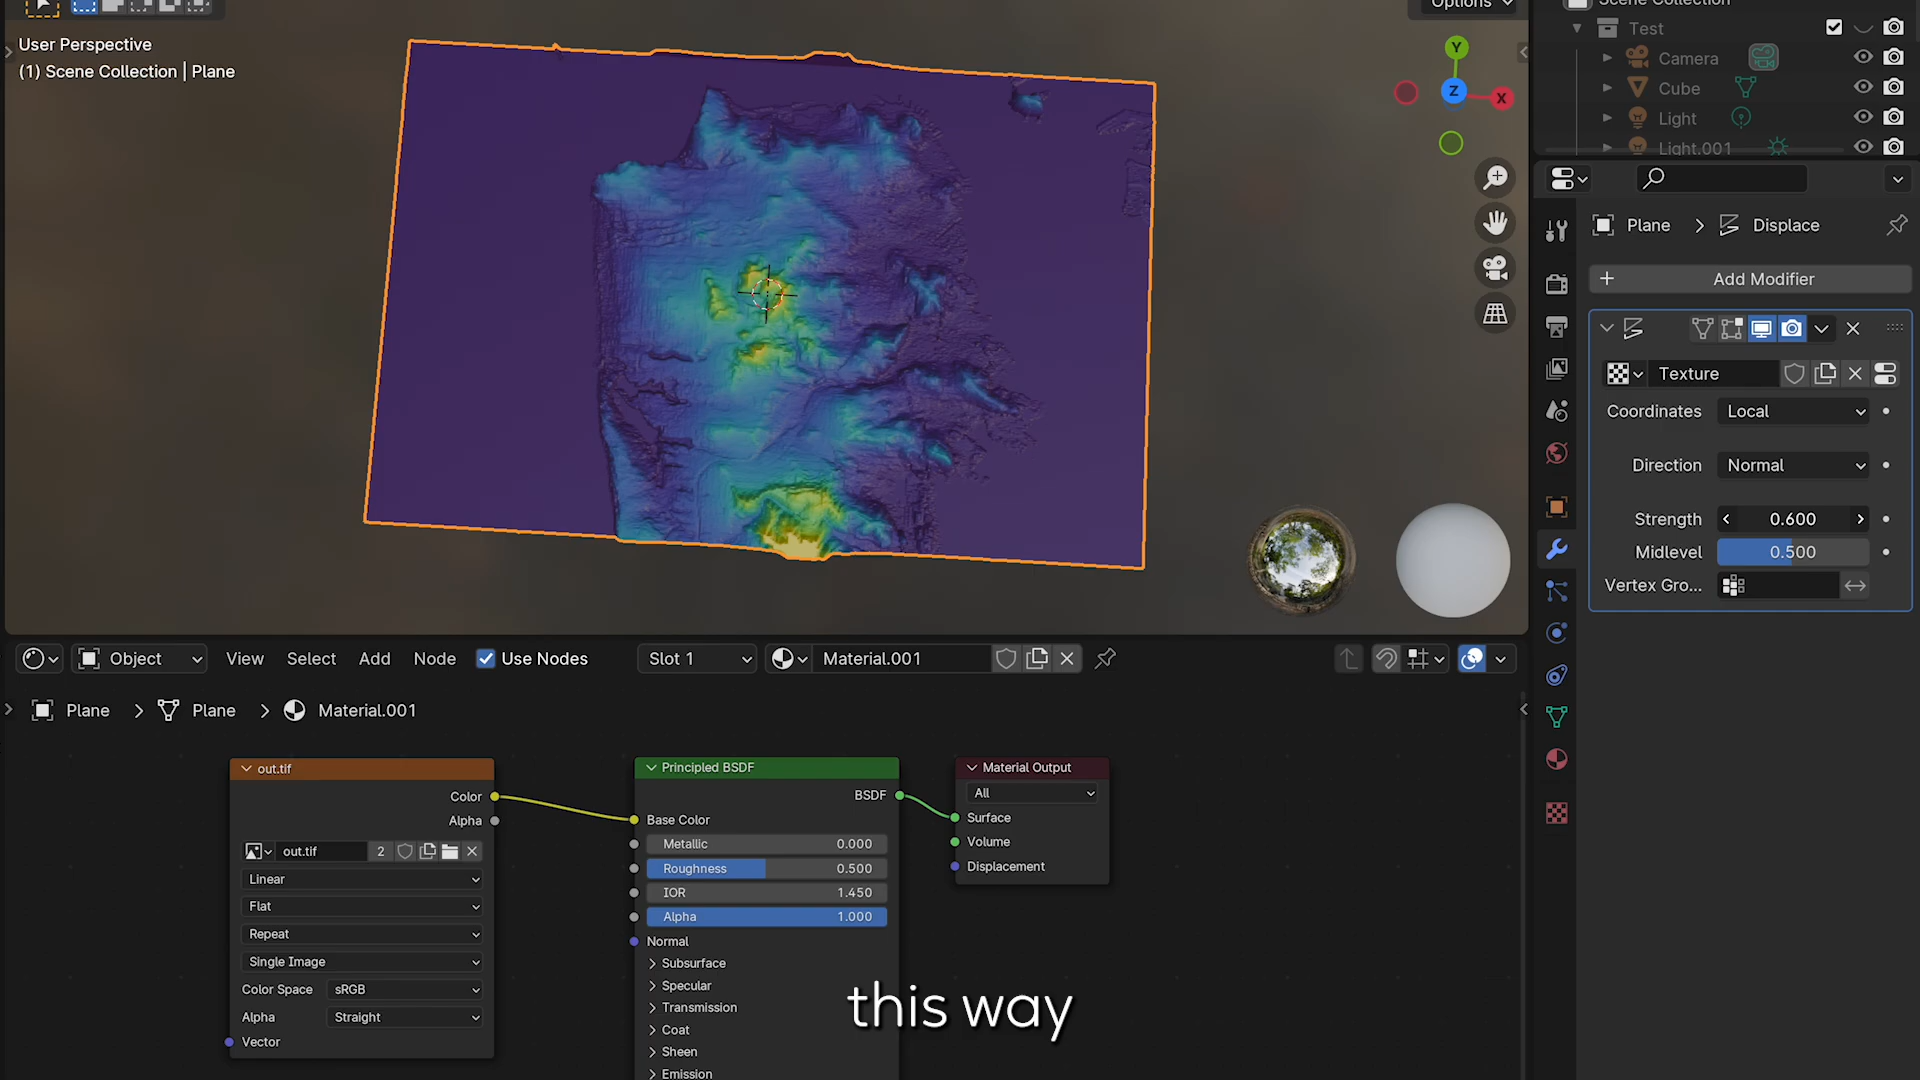 Options
User Perspective
(1) Scene Collection | Plane
Y
Z
X
Scene Collection
Test
Camera
Cube
Light
Light.001
Plane
Displace
Add Modifier
Texture
Coordinates
Local
Direction
Normal
Strength
0.600
Midlevel
0.500
Vertex Gro...
Object
View
Select
Add
Node
Use Nodes
Slot 1
Material.001
Plane
Plane
Material.001
out.tif
Color
Alpha
out.tif
2
Linear
Flat
Repeat
Single Image
Color Space
sRGB
Alpha
Straight
Vector
Principled BSDF
BSDF
Base Color
Metallic
0.000
Roughness
0.500
IOR
1.450
Alpha
1.000
Normal
Subsurface
Specular
Transmission
Coat
Sheen
Emission
Material Output
All
Surface
Volume
Displacement
this way